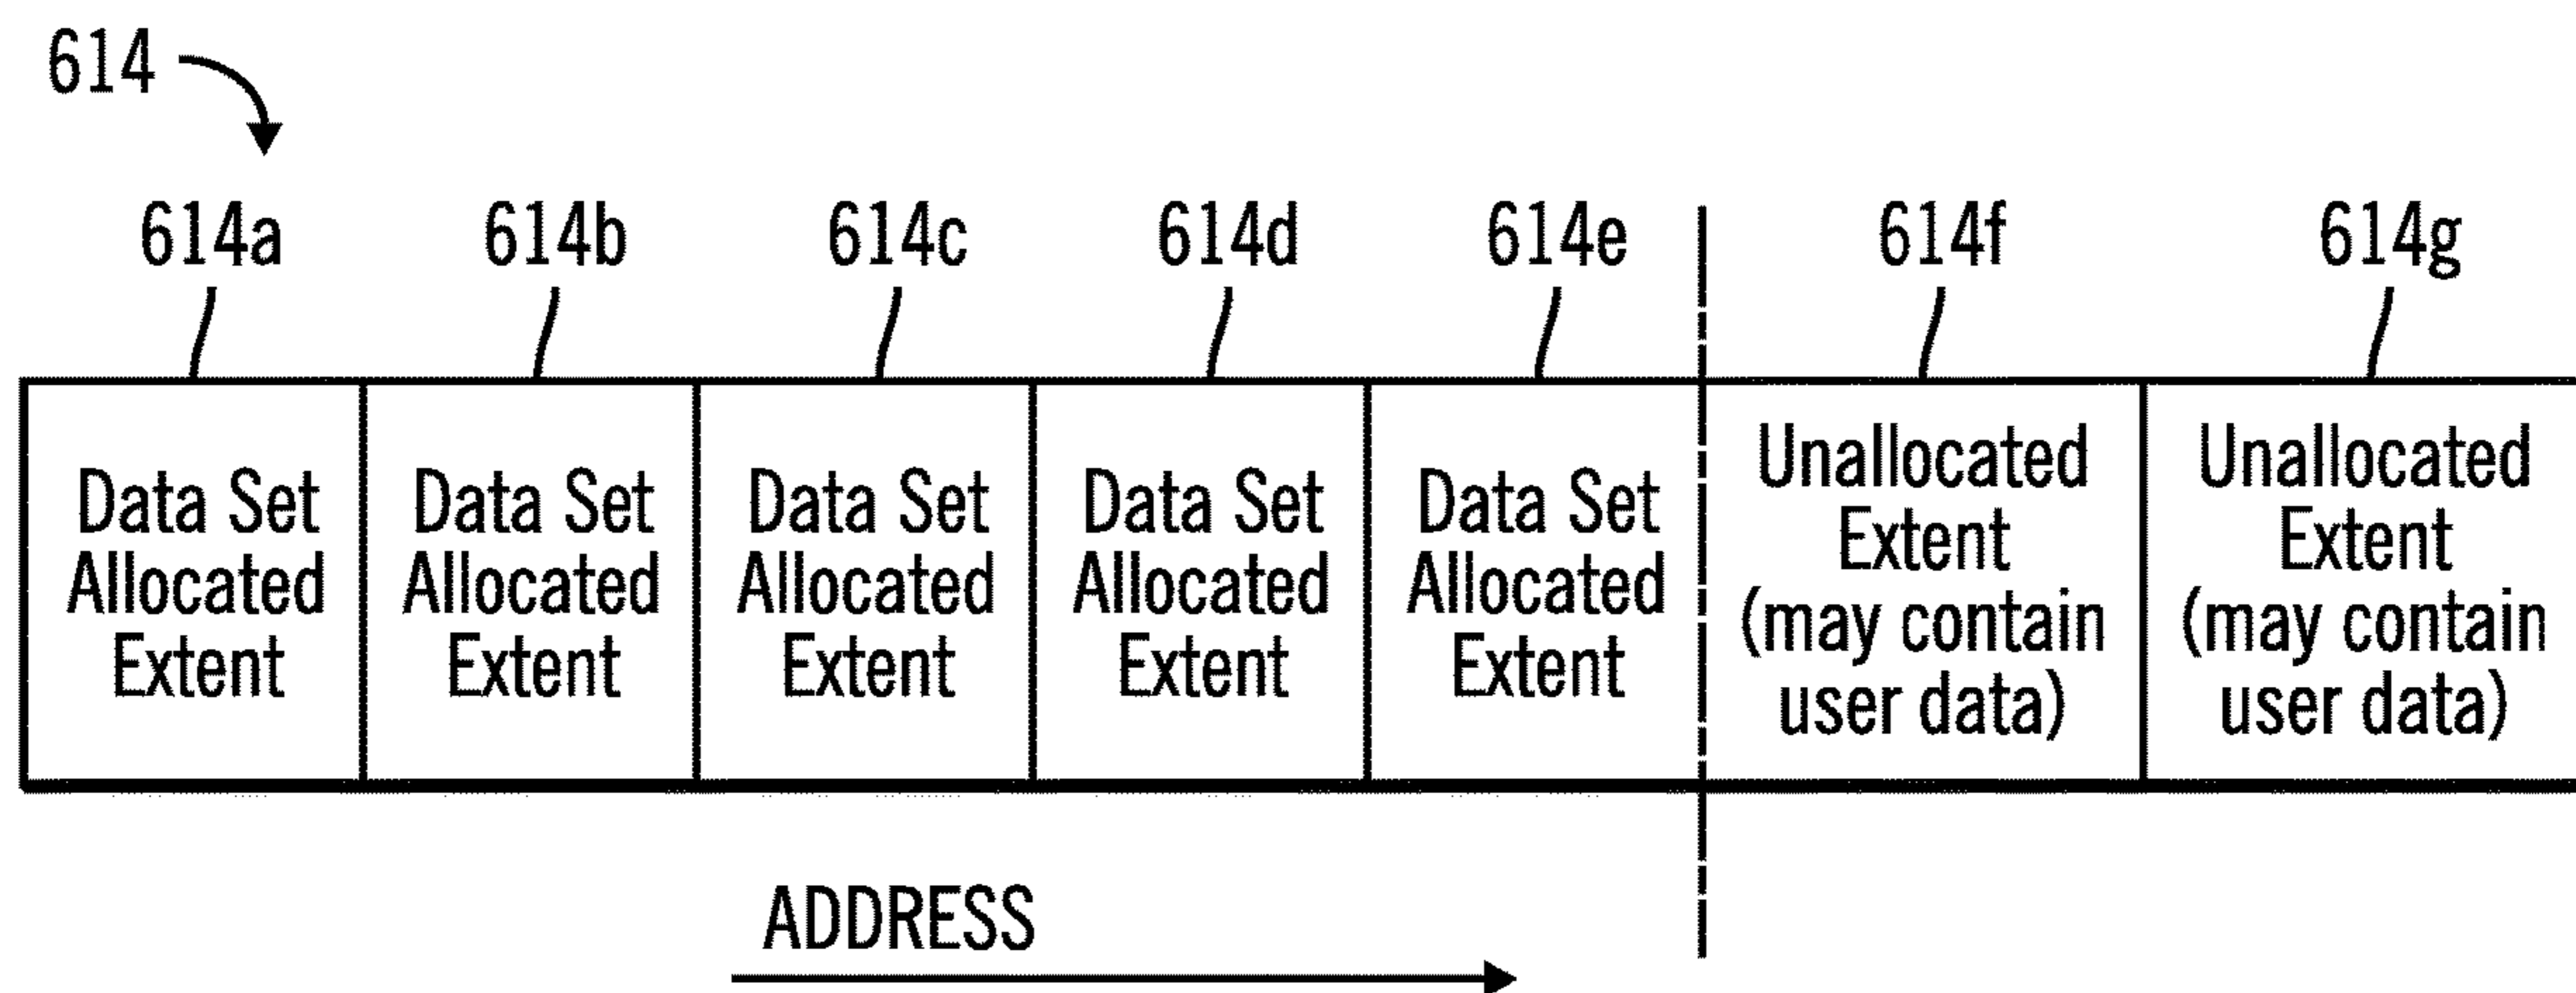 614
614a 614b 614c 614d 614e 614f 614g
Data Set
Allocated
Extent
Data Set
Allocated
Extent
Data Set
Allocated
Extent
Data Set
Allocated
Extent
Data Set
Allocated
Extent
Unallocated
Extent
(may contain
user data)
Unallocated
Extent
(may contain
user data)
ADDRESS